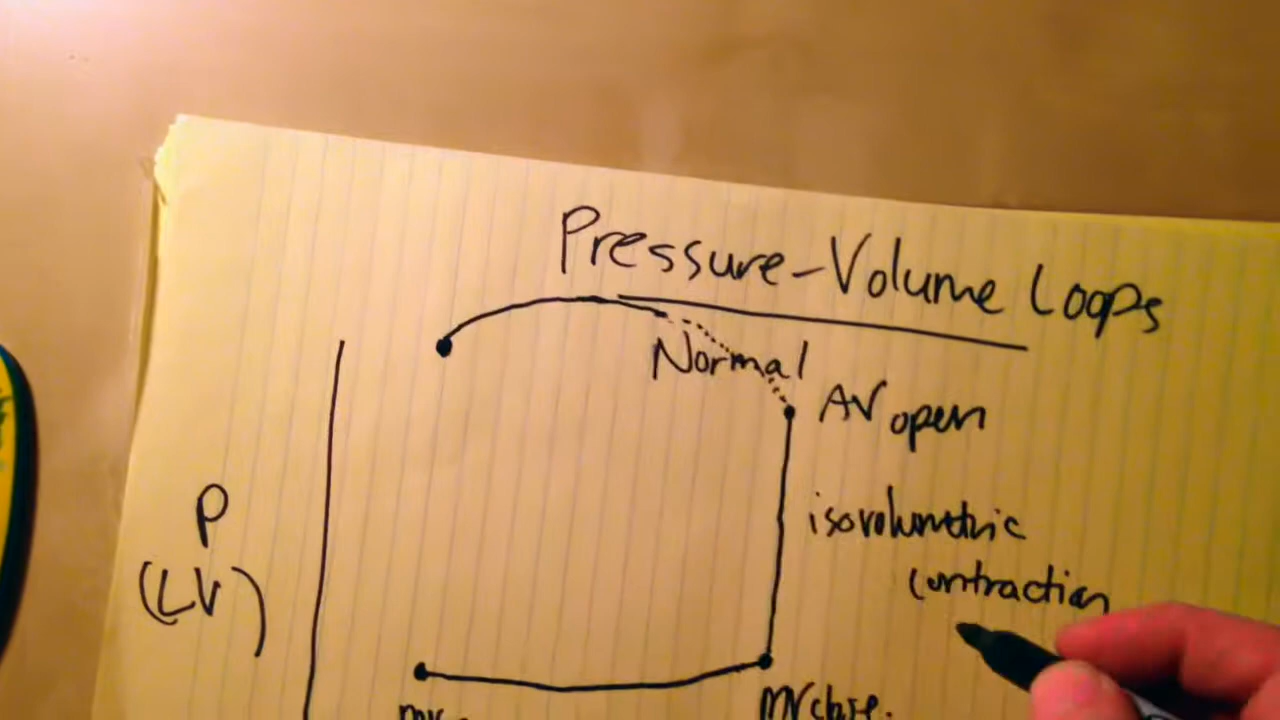 Pressure-Volume Loops
Normal
AV open
P
(LV)
isovolumetric
contraction
MV close.